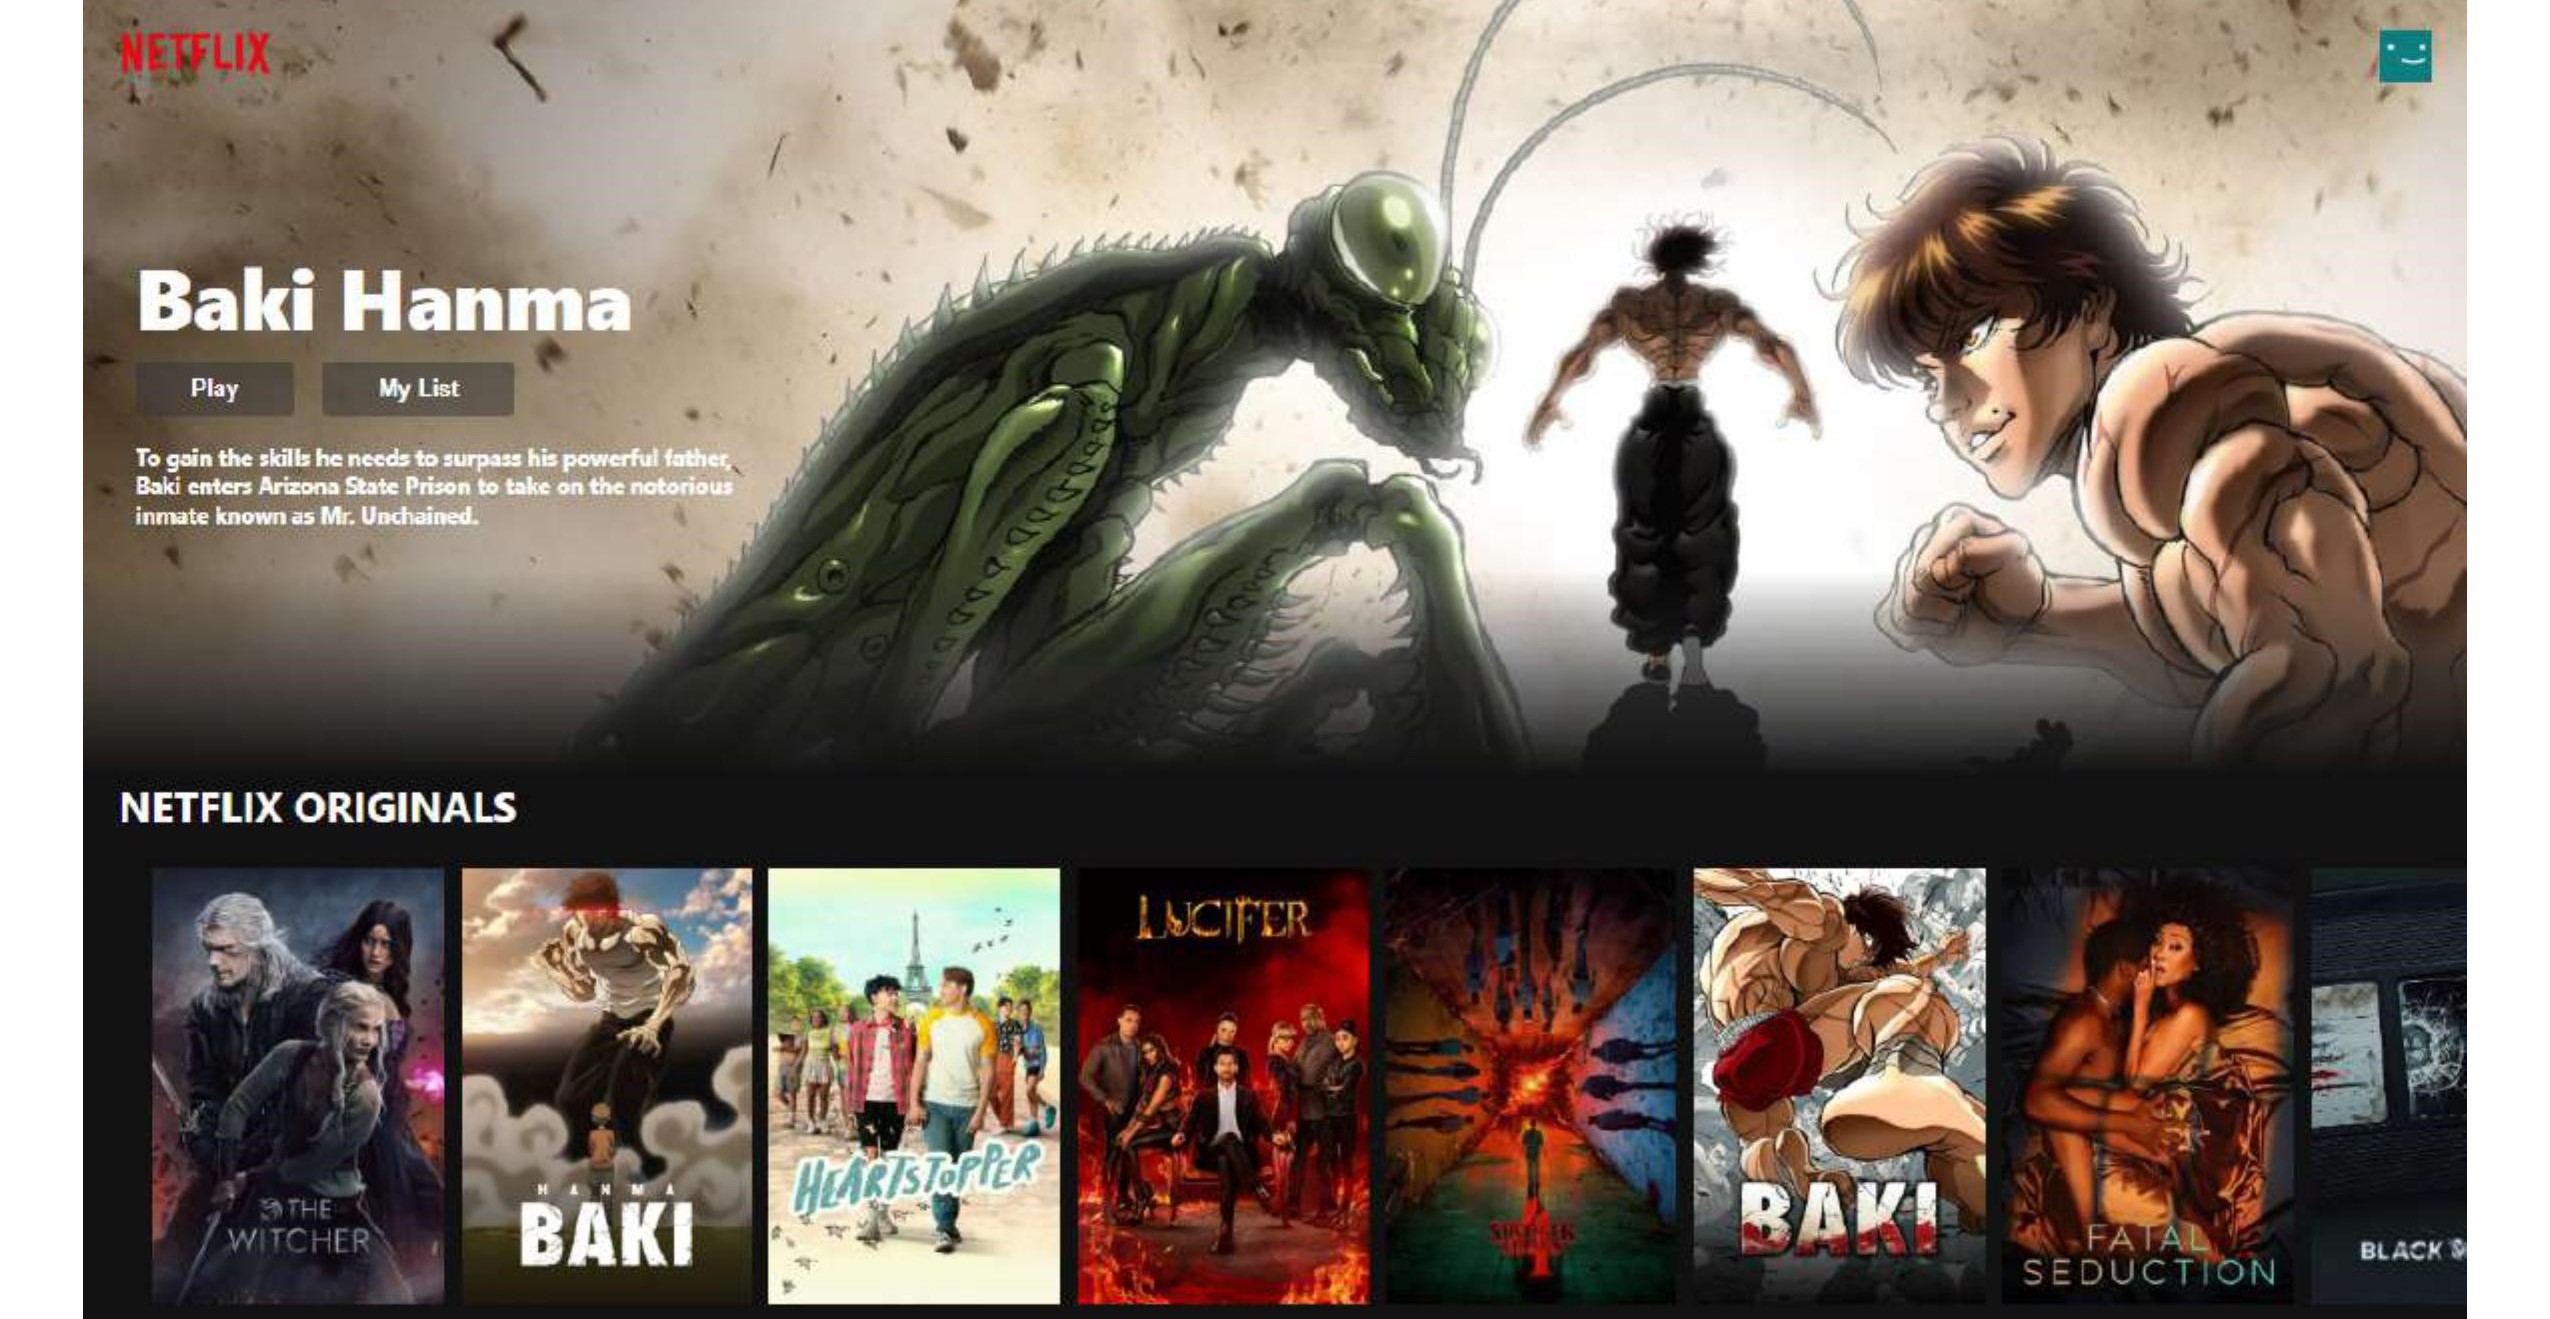 NETFLIX
Baki Hanma
Play
My List
To gain the skills he needs to surpass his powerful father,
Baki enters Arizona State Prison to take on the notorious
inmate known as Mr. Unchained.
NETFLIX ORIGINALS
THE
WITCHER
HANMA
BAKI
HEARTSTOPPER
LUCIFER
4
BAKI
FATAL
SEDUCTION
BLACK